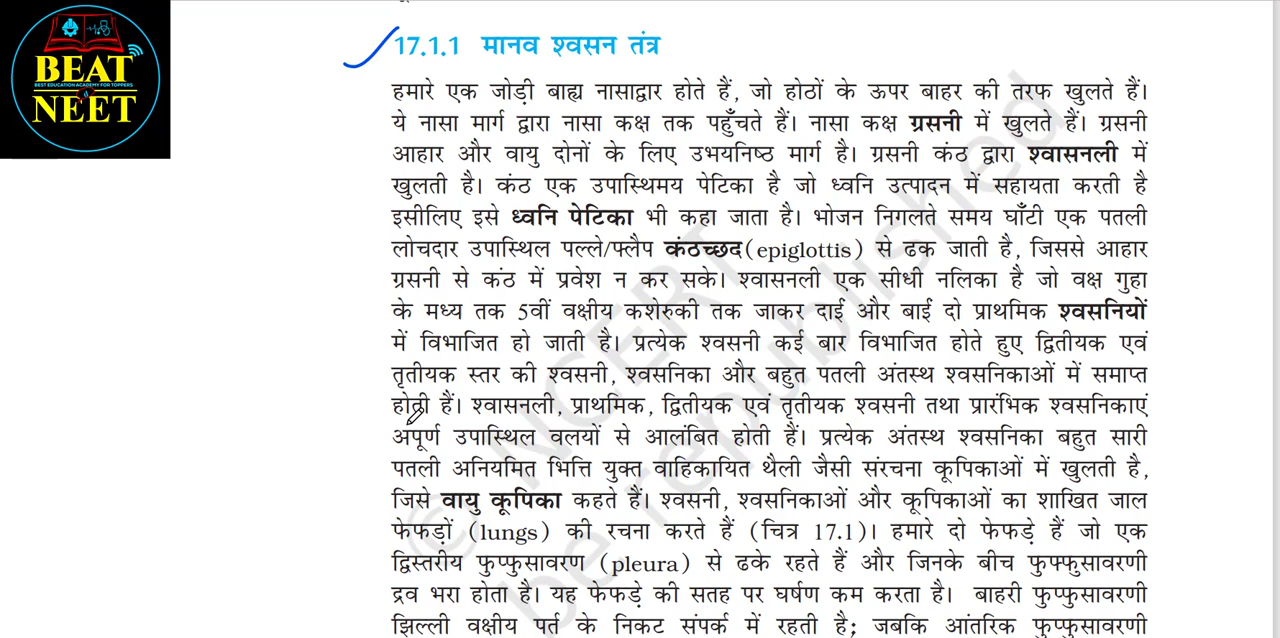 BEAT
BEST EDUCATION ACADEMY FOR TOPPERS
NEET
17.1.1 मानव श्वसन तंत्र
हमारे एक जोड़ी बाह्य नासाद्वार होते हैं, जो होठों के ऊपर बाहर की तरफ खुलते हैं।
ये नासा मार्ग द्वारा नासा कक्ष तक पहुँचते हैं। नासा कक्ष ग्रसनी में खुलते हैं। ग्रसनी
आहार और वायु दोनों के लिए उभयनिष्ठ मार्ग है। ग्रसनी कंठ द्वारा श्वासनली में
खुलती है। कंठ एक उपास्थिमय पेटिका है जो ध्वनि उत्पादन में सहायता करती है
इसीलिए इसे ध्वनि पेटिका भी कहा जाता है। भोजन निगलते समय घाँटी एक पतली
लोचदार उपास्थिल पल्ले/फ्लैप कंठच्छद(epiglottis) से ढक जाती है, जिससे आहार
ग्रसनी से कंठ में प्रवेश न कर सके। श्वासनली एक सीधी नलिका है जो वक्ष गुहा
के मध्य तक 5वीं वक्षीय कशेरुकी तक जाकर दाईं और बाईं दो प्राथमिक श्वसनियों
में विभाजित हो जाती है। प्रत्येक श्वसनी कई बार विभाजित होते हुए द्वितीयक एवं
तृतीयक स्तर की श्वसनी, श्वसनिका और बहुत पतली अंतस्थ श्वसनिकाओं में समाप्त
होती हैं। श्वासनली, प्राथमिक, द्वितीयक एवं तृतीयक श्वसनी तथा प्रारंभिक श्वसनिकाएं
अपूर्ण उपास्थिल वलयों से आलंबित होती हैं। प्रत्येक अंतस्थ श्वसनिका बहुत सारी
पतली अनियमित भित्ति युक्त वाहिकायित थैली जैसी संरचना कूपिकाओं में खुलती है,
जिसे वायु कूपिका कहते हैं। श्वसनी, श्वसनिकाओं और कूपिकाओं का शाखित जाल
फेफड़ों (lungs) की रचना करते हैं (चित्र 17.1)। हमारे दो फेफड़े हैं जो एक
द्विस्तरीय फुप्फुसावरण (pleura) से ढके रहते हैं और जिनके बीच फुफ्फुसावरणी
द्रव भरा होता है। यह फेफड़े की सतह पर घर्षण कम करता है। बाहरी फुप्फुसावरणी
झिल्ली वक्षीय पर्त के निकट संपर्क में रहती है; जबकि आंतरिक फुप्फुसावरणी
© NCERT
be republished